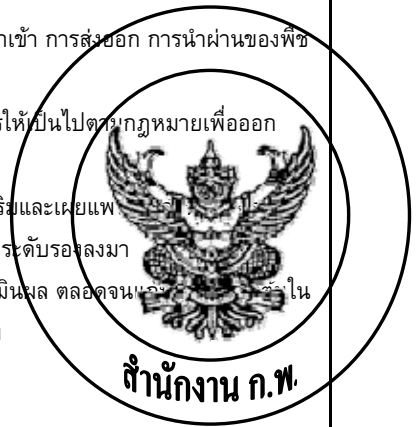 าเข้า การส่งออก การนำผ่านของพืช
รให้เป็นไปตามกฎหมายเพื่อออก
ริมและเผยแพ
ระดับรองลงมา
มินผล ตลอดจน
ใน
สำนักงาน ก.พ.